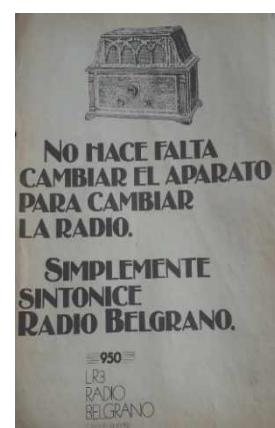 NO HACE FALTA
CAMBIAR EL APARATO
PARA CAMBIAR
LA RADIO.
SIMPLEMENTE
SINTONICE
RADIO BELGRANO.
950
LR3
RADIO
BELGRANO